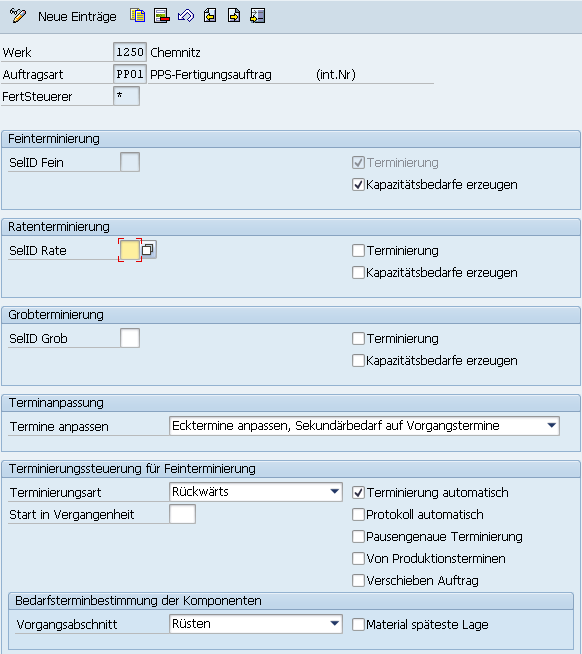 Neue Einträge
Werk 1250 Chemnitz
Auftragsart PP01 PPS-Fertigungsauftrag (int.Nr)
FertSteuerer *
Feinterminierung
SelID Fein Terminierung
Kapazitätsbedarfe erzeugen
Ratenterminierung
SelID Rate Terminierung
Kapazitätsbedarfe erzeugen
Grobterminierung
SelID Grob Terminierung
Kapazitätsbedarfe erzeugen
Terminanpassung
Termine anpassen Ecktermine anpassen, Sekundärbedarf auf Vorgangstermine
Terminierungssteuerung für Feinterminierung
Terminierungsart Rückwärts Terminierung automatisch
Start in Vergangenheit Protokoll automatisch
Pausengenaue Terminierung
Von Produktionsterminen
Verschieben Auftrag
Bedarfsterminbestimmung der Komponenten
Vorgangsabschnitt Rüsten Material späteste Lage